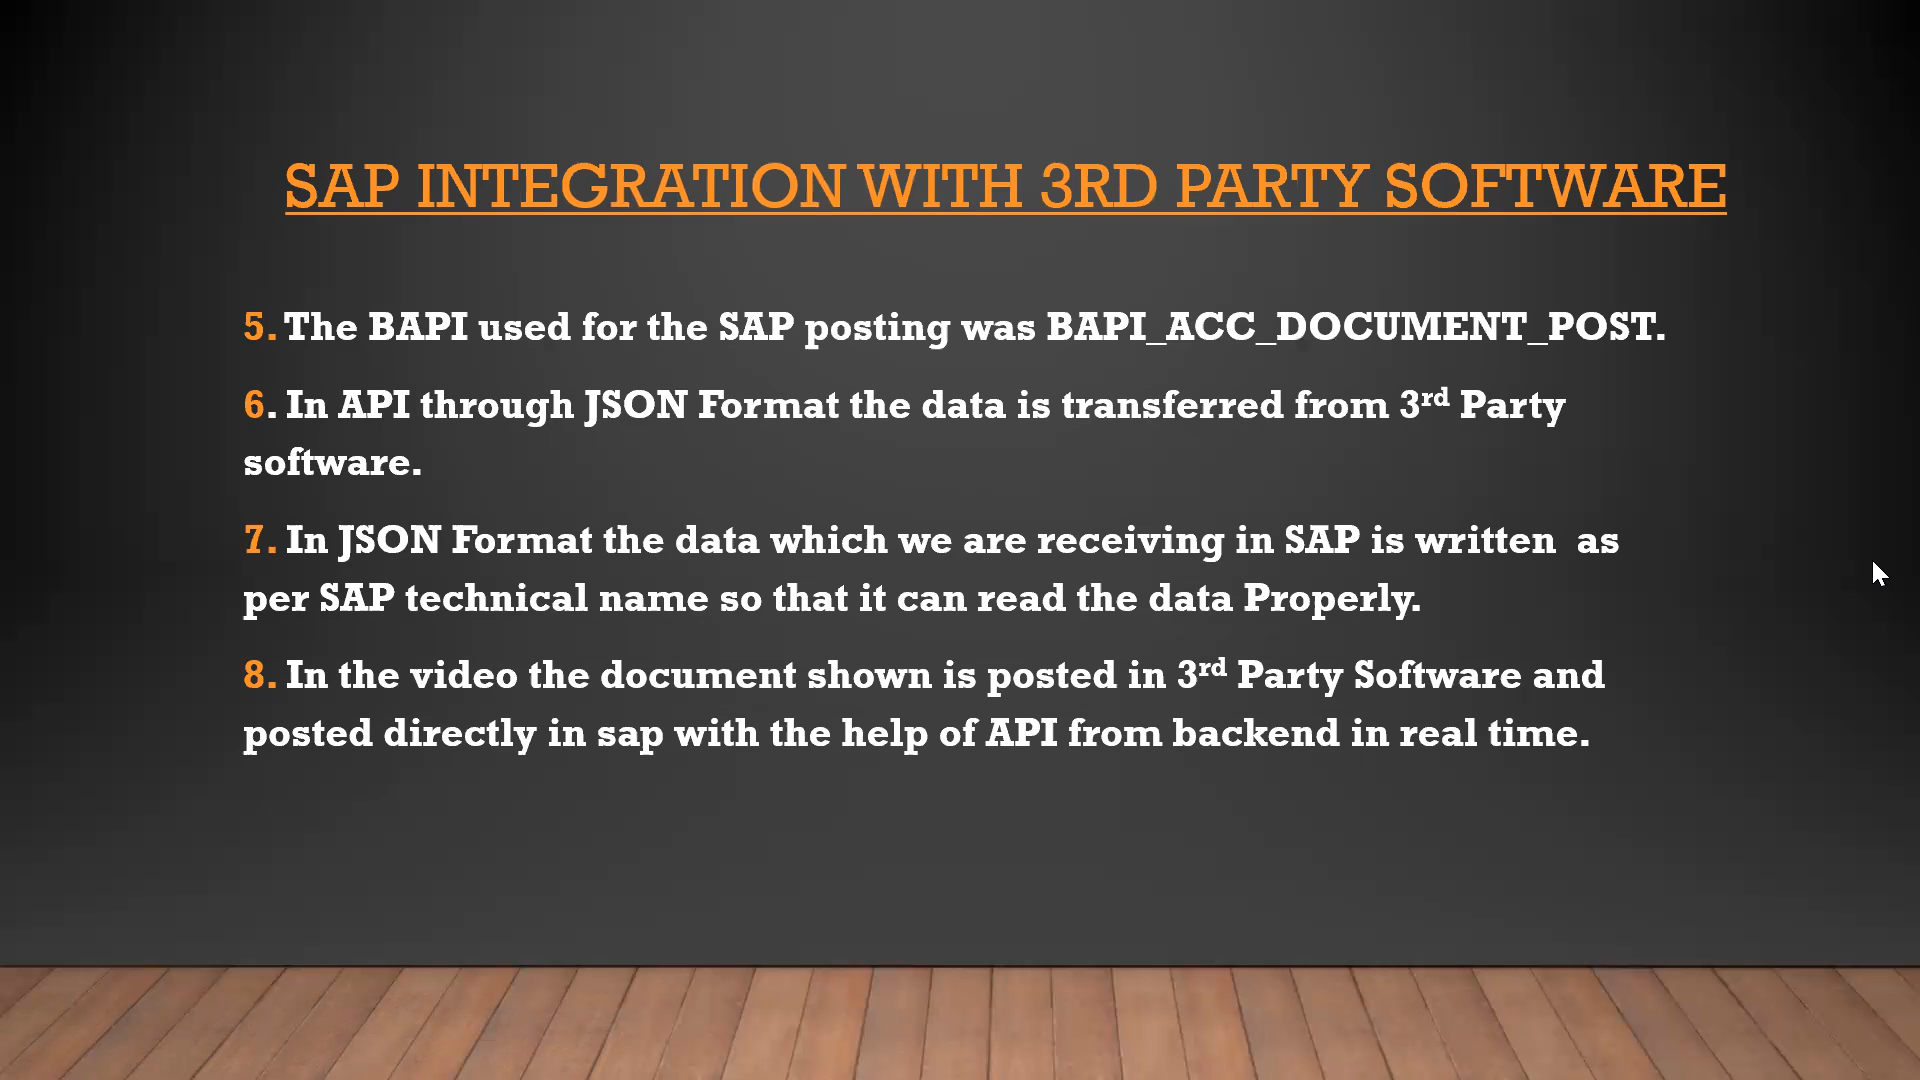 SAP INTEGRATION WITH 3RD PARTY SOFTWARE
5. The BAPI used for the SAP posting was BAPI_ACC_DOCUMENT_POST.
6. In API through JSON Format the data is transferred from 3rd Party
software.
7. In JSON Format the data which we are receiving in SAP is written  as
per SAP technical name so that it can read the data Properly.
8. In the video the document shown is posted in 3rd Party Software and
posted directly in sap with the help of API from backend in real time.